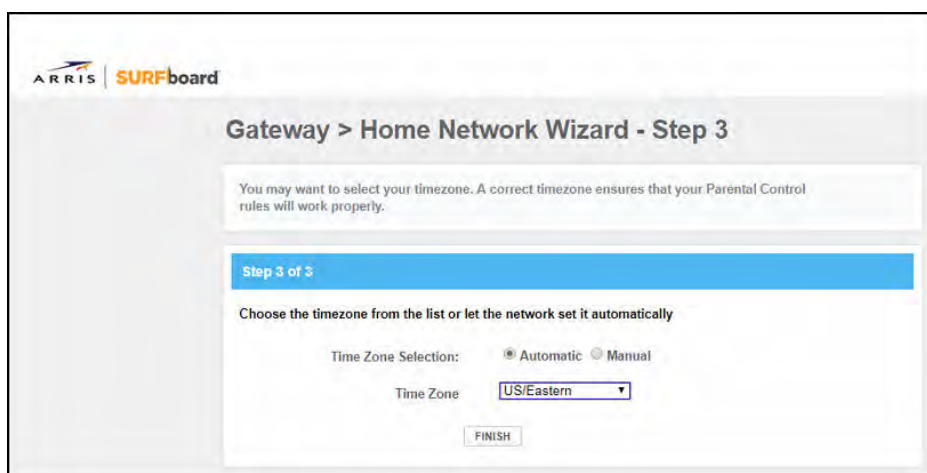 ARRIS SURFboard
Gateway > Home Network Wizard - Step 3
You may want to select your timezone. A correct timezone ensures that your Parental Control
rules will work properly.
Step 3 of 3
Choose the timezone from the list or let the network set it automatically
Time Zone Selection: Automatic Manual
Time Zone US/Eastern
FINISH